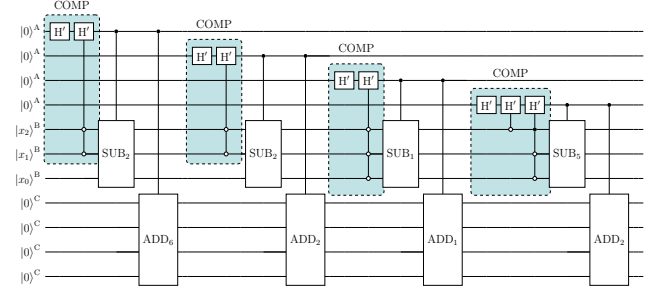 COMP
|0⟩ᴬ H′ H′
COMP
|0⟩ᴬ H′ H′
COMP
|0⟩ᴬ H′ H′
COMP
|0⟩ᴬ H′ H′ H′
|x₂⟩ᴮ
|x₁⟩ᴮ SUB₂ SUB₂ SUB₁ SUB₅
|x₀⟩ᴮ
|0⟩ᶜ
|0⟩ᶜ ADD₆ ADD₂ ADD₁ ADD₂
|0⟩ᶜ
|0⟩ᶜ